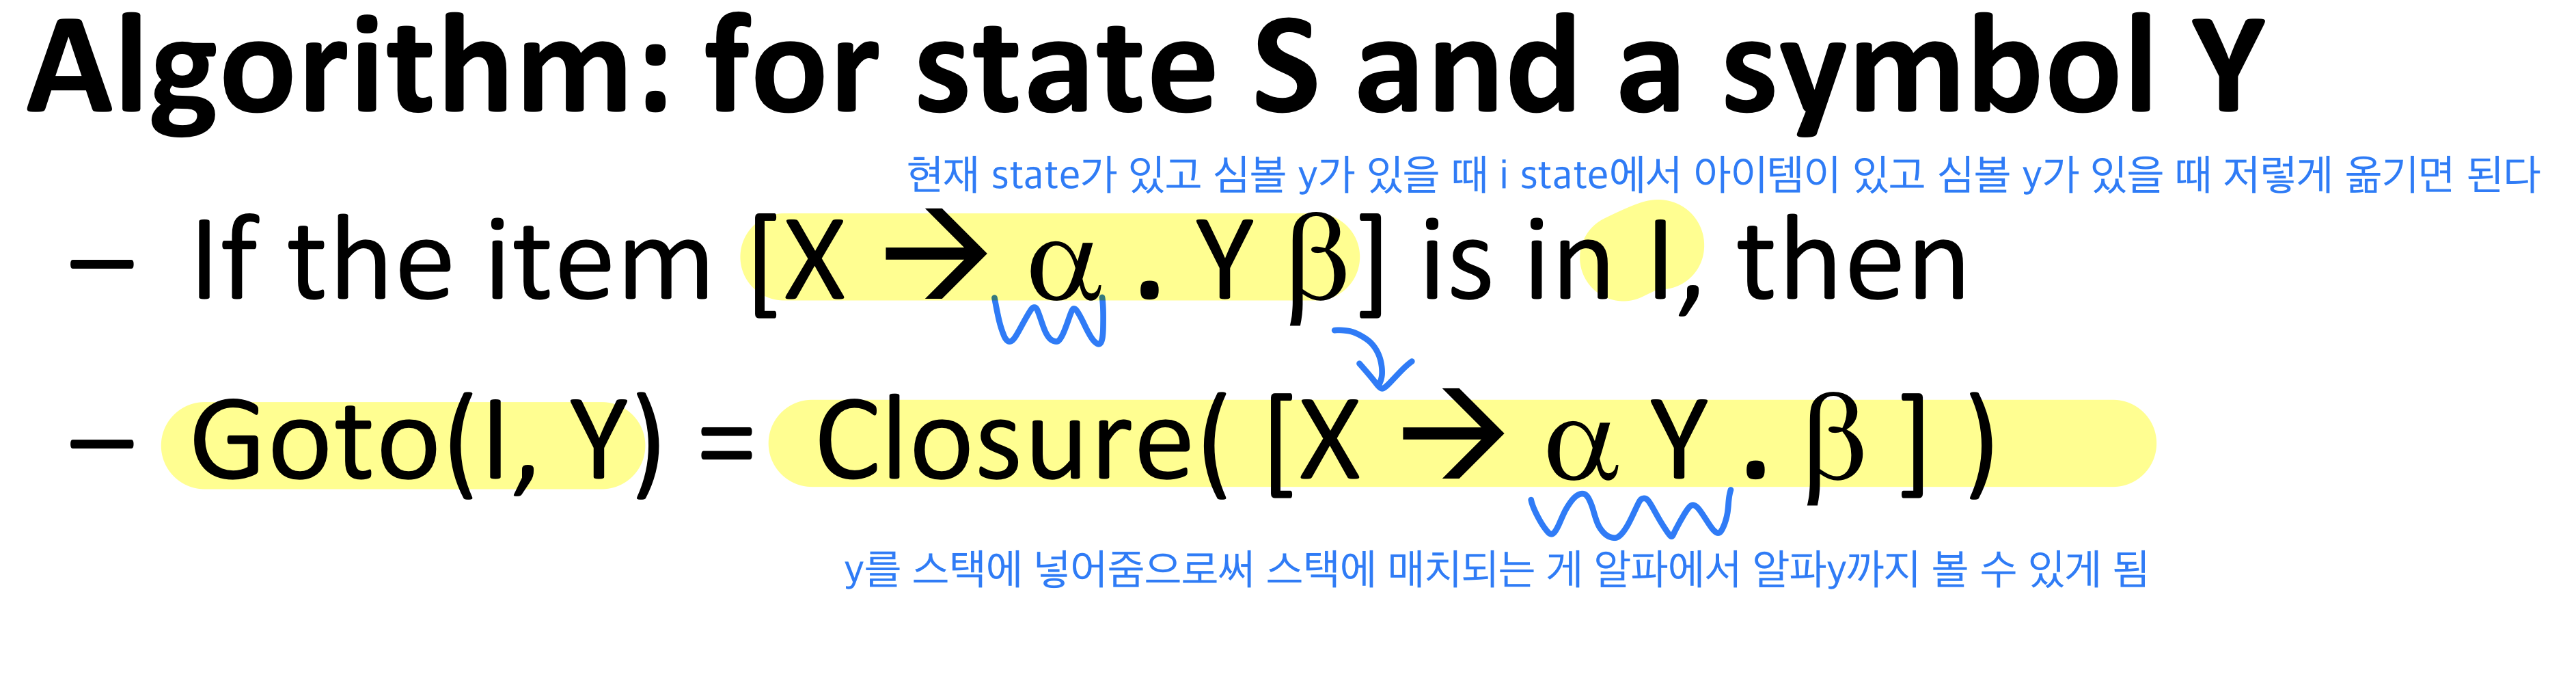 Algorithm: for state S and a symbol Y
현재 state가 있고 심볼 y가 있을 때 i state에서 아이템이 있고 심볼 y가 있을 때 저렇게 옮기면 된다
– If the item [X → α . Y β] is in I, then
– Goto(I, Y) = Closure( [X → α Y . β ] )
y를 스택에 넣어줌으로써 스택에 매치되는 게 알파에서 알파y까지 볼 수 있게 됨